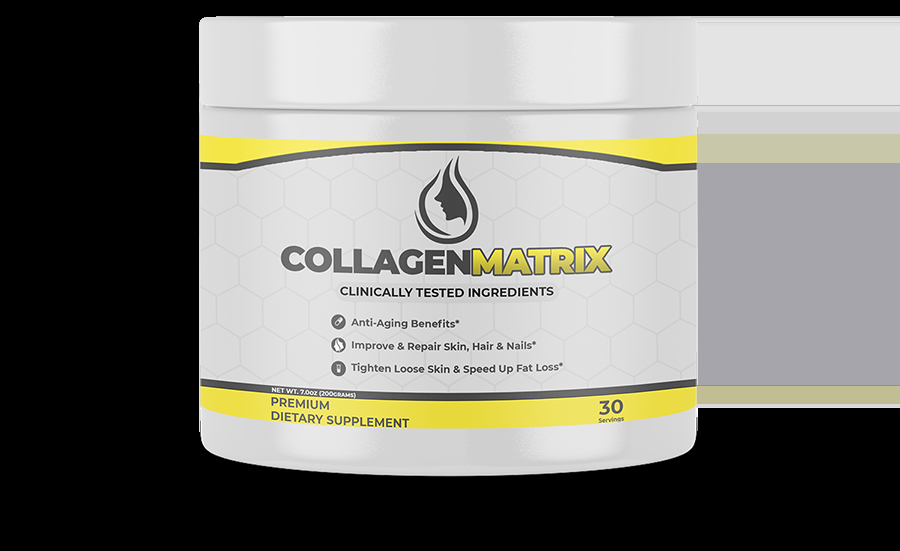 COLLAGENMATRIX
CLINICALLY TESTED INGREDIENTS
Anti-Aging Benefits*
Improve & Repair Skin, Hair & Nails*
Tighten Loose Skin & Speed Up Fat Loss*
NET WT. 7.0oz (200GRAMS)
PREMIUM
DIETARY SUPPLEMENT
30
Servings